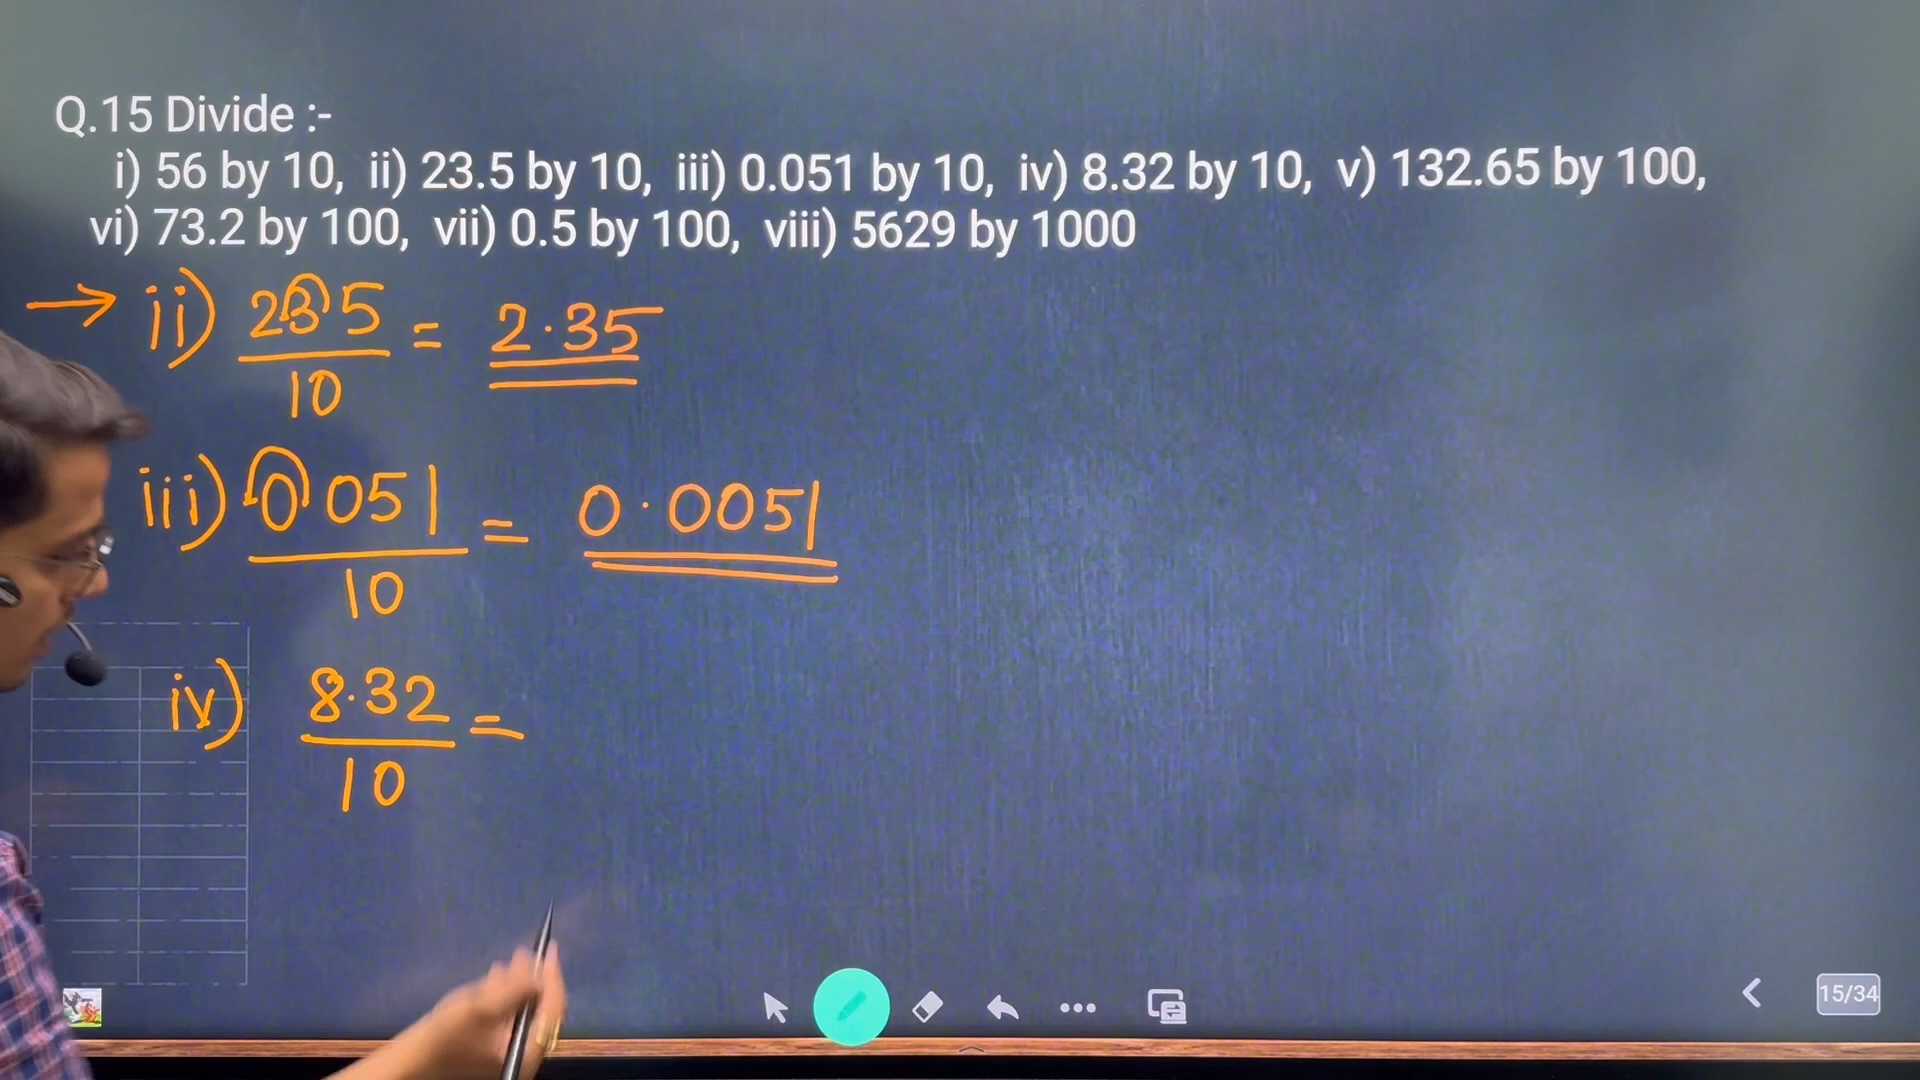 Q.15 Divide :-
i) 56 by 10, ii) 23.5 by 10, iii) 0.051 by 10, iv) 8.32 by 10, v) 132.65 by 100,
vi) 73.2 by 100, vii) 0.5 by 100, viii) 5629 by 1000
→ ii) 235
10
= 2.35
iii) 0 051
10
= 0.0051
iv) 8.32
10
=
15/34